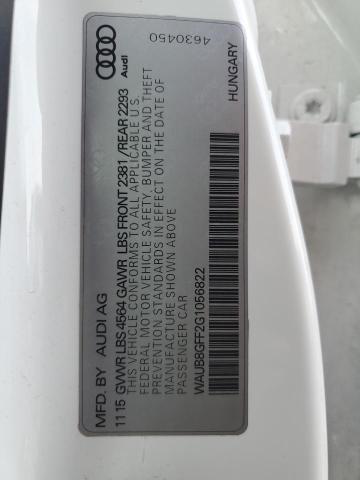 4630450
Audi
HUNGARY
MFD. BY AUDI AG
11 15 GVWR LBS 4564 GAWR LBS FRONT 2381 /REAR 2293
THIS VEHICLE CONFORMS TO ALL APPLICABLE
FEDERAL MOTOR VEHICLE SAFETY, BUMPER AND THEFT
PREVENTION STANDARDS IN EFFECT ON THE DATE OF
MANUFACTURE SHOWN ABOVE
PASSENGER CAR
WAUB8GFF2G1056822